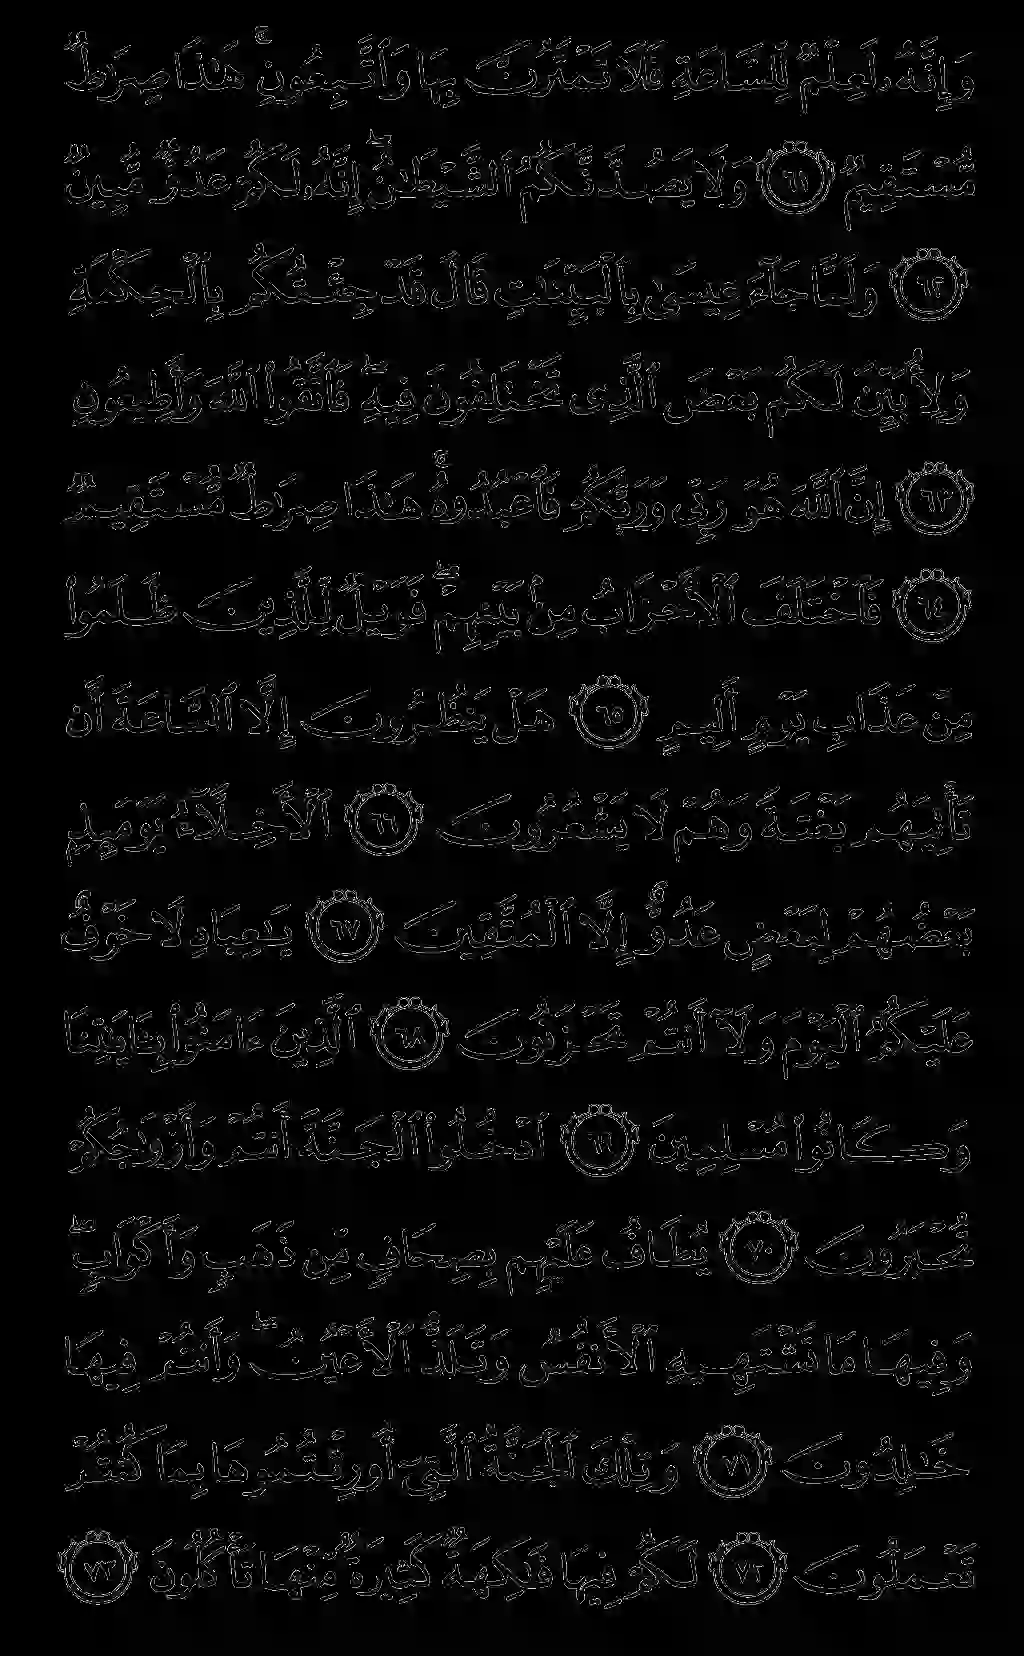 وَإِنَّهُۥ لَعِلْمٌ لِّلسَّاعَةِ فَلَا تَمْتَرُنَّ بِهَا وَٱتَّبِعُونِ ۚ هَـٰذَا صِرَٰطٌ
مُّسْتَقِيمٌ ٦١ وَلَا يَصُدَّنَّكُمُ ٱلشَّيْطَـٰنُ ۖ إِنَّهُۥ لَكُمْ عَدُوٌّ مُّبِينٌ
٦٢ وَلَمَّا جَآءَ عِيسَىٰ بِٱلْبَيِّنَـٰتِ قَالَ قَدْ جِئْتُكُم بِٱلْحِكْمَةِ
وَلِأُبَيِّنَ لَكُم بَعْضَ ٱلَّذِى تَخْتَلِفُونَ فِيهِ ۖ فَٱتَّقُوا۟ ٱللَّهَ وَأَطِيعُونِ
٦٣ إِنَّ ٱللَّهَ هُوَ رَبِّى وَرَبُّكُمْ فَٱعْبُدُوهُ ۚ هَـٰذَا صِرَٰطٌ مُّسْتَقِيمٌ
٦٤ فَٱخْتَلَفَ ٱلْأَحْزَابُ مِنۢ بَيْنِهِمْ ۖ فَوَيْلٌ لِّلَّذِينَ ظَلَمُوا۟
مِنْ عَذَابِ يَوْمٍ أَلِيمٍ ٦٥ هَلْ يَنظُرُونَ إِلَّا ٱلسَّاعَةَ أَن
تَأْتِيَهُم بَغْتَةً وَهُمْ لَا يَشْعُرُونَ ٦٦ ٱلْأَخِلَّآءُ يَوْمَئِذٍۭ
بَعْضُهُمْ لِبَعْضٍ عَدُوٌّ إِلَّا ٱلْمُتَّقِينَ ٦٧ يَـٰعِبَادِ لَا خَوْفٌ
عَلَيْكُمُ ٱلْيَوْمَ وَلَآ أَنتُمْ تَحْزَنُونَ ٦٨ ٱلَّذِينَ ءَامَنُوا۟ بِـَٔايَـٰتِنَا
وَكَانُوا۟ مُسْلِمِينَ ٦٩ ٱدْخُلُوا۟ ٱلْجَنَّةَ أَنتُمْ وَأَزْوَٰجُكُمْ
تُحْبَرُونَ ٧٠ يُطَافُ عَلَيْهِم بِصِحَافٍ مِّن ذَهَبٍ وَأَكْوَابٍ ۖ
وَفِيهَا مَا تَشْتَهِيهِ ٱلْأَنفُسُ وَتَلَذُّ ٱلْأَعْيُنُ ۖ وَأَنتُمْ فِيهَا
خَـٰلِدُونَ ٧١ وَتِلْكَ ٱلْجَنَّةُ ٱلَّتِىٓ أُورِثْتُمُوهَا بِمَا كُنتُمْ
تَعْمَلُونَ ٧٢ لَكُمْ فِيهَا فَـٰكِهَةٌ كَثِيرَةٌ مِّنْهَا تَأْكُلُونَ ٧٣